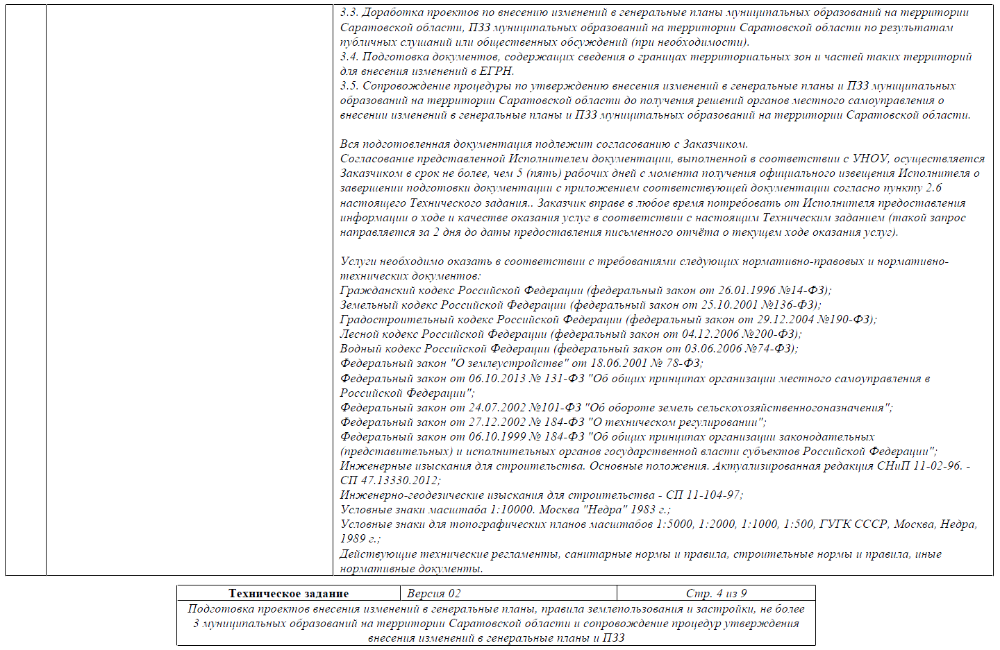 3.3. Доработка проектов по внесению изменений в генеральные планы муниципальных образований на территории
Саратовской области, ПЗЗ муниципальных образований на территории Саратовской области по результатам
публичных слушаний или общественных обсуждений (при необходимости).
3.4. Подготовка документов, содержащих сведения о границах территориальных зон и частей таких территорий
для внесения изменений в ЕГРН.
3.5. Сопровождение процедуры по утверждению внесения изменений в генеральные планы и ПЗЗ муниципальных
образований на территории Саратовской области до получения решений органов местного самоуправления о
внесении изменений в генеральные планы и ПЗЗ муниципальных образований на территории Саратовской области.
Вся подготовленная документация подлежит согласованию с Заказчиком.
Согласование представленной Исполнителем документации, выполненной в соответствии с УНОУ, осуществляется
Заказчиком в срок не более, чем 5 (пять) рабочих дней с момента получения официального извещения Исполнителя о
завершении подготовки документации с приложением соответствующей документации согласно пункту 2.6
настоящего Технического задания.. Заказчик вправе в любое время потребовать от Исполнителя предоставления
информации о ходе и качестве оказания услуг в соответствии с настоящим Техническим заданием (такой запрос
направляется за 2 дня до даты предоставления письменного отчёта о текущем ходе оказания услуг).
Услуги необходимо оказать в соответствии с требованиями следующих нормативно-правовых и нормативно-
технических документов:
Гражданский кодекс Российской Федерации (федеральный закон от 26.01.1996 №14-ФЗ);
Земельный кодекс Российской Федерации (федеральный закон от 25.10.2001 №136-ФЗ);
Градостроительный кодекс Российской Федерации (федеральный закон от 29.12.2004 №190-ФЗ);
Лесной кодекс Российской Федерации (федеральный закон от 04.12.2006 №200-ФЗ);
Водный кодекс Российской Федерации (федеральный закон от 03.06.2006 №74-ФЗ);
Федеральный закон "О землеустройстве" от 18.06.2001 № 78-ФЗ;
Федеральный закон от 06.10.2013 № 131-ФЗ "Об общих принципах организации местного самоуправления в
Российской Федерации";
Федеральный закон от 24.07.2002 №101-ФЗ "Об обороте земель сельскохозяйственногоназначения";
Федеральный закон от 27.12.2002 № 184-ФЗ "О техническом регулировании";
Федеральный закон от 06.10.1999 № 184-ФЗ "Об общих принципах организации законодательных
(представительных) и исполнительных органов государственной власти субъектов Российской Федерации";
Инженерные изыскания для строительства. Основные положения. Актуализированная редакция СНиП 11-02-96. -
СП 47.13330.2012;
Инженерно-геодезические изыскания для строительства - СП 11-104-97;
Условные знаки масштаба 1:10000. Москва "Недра" 1983 г.;
Условные знаки для топографических планов масштабов 1:5000, 1:2000, 1:1000, 1:500, ГУГК СССР, Москва, Недра,
1989 г.;
Действующие технические регламенты, санитарные нормы и правила, строительные нормы и правила, иные
нормативные документы.
Техническое задание Версия 02 Стр. 4 из 9
Подготовка проектов внесения изменений в генеральные планы, правила землепользования и застройки, не более
3 муниципальных образований на территории Саратовской области и сопровождение процедур утверждения
внесения изменений в генеральные планы и ПЗЗ